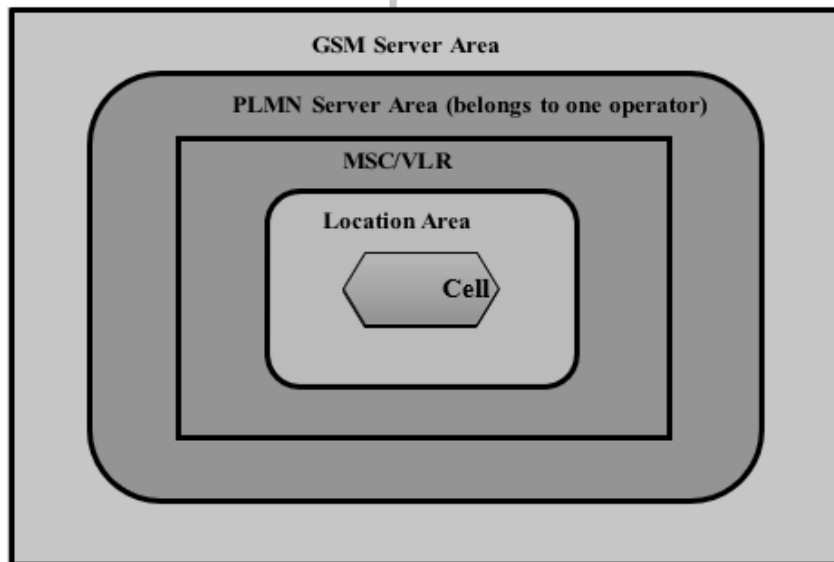 GSM Server Area
PLMN Server Area (belongs to one operator)
MSC/VLR
Location Area
Cell